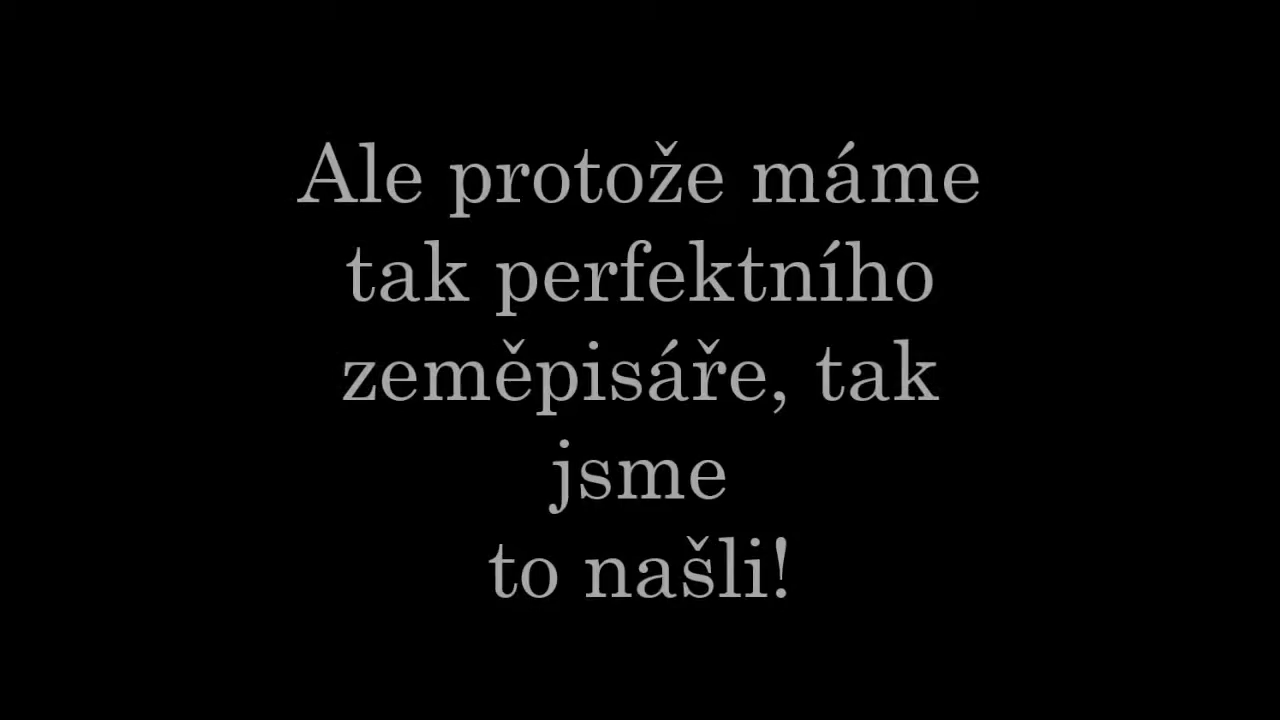 Ale protože máme
tak perfektního
zeměpisáře, tak
jsme
to našli!